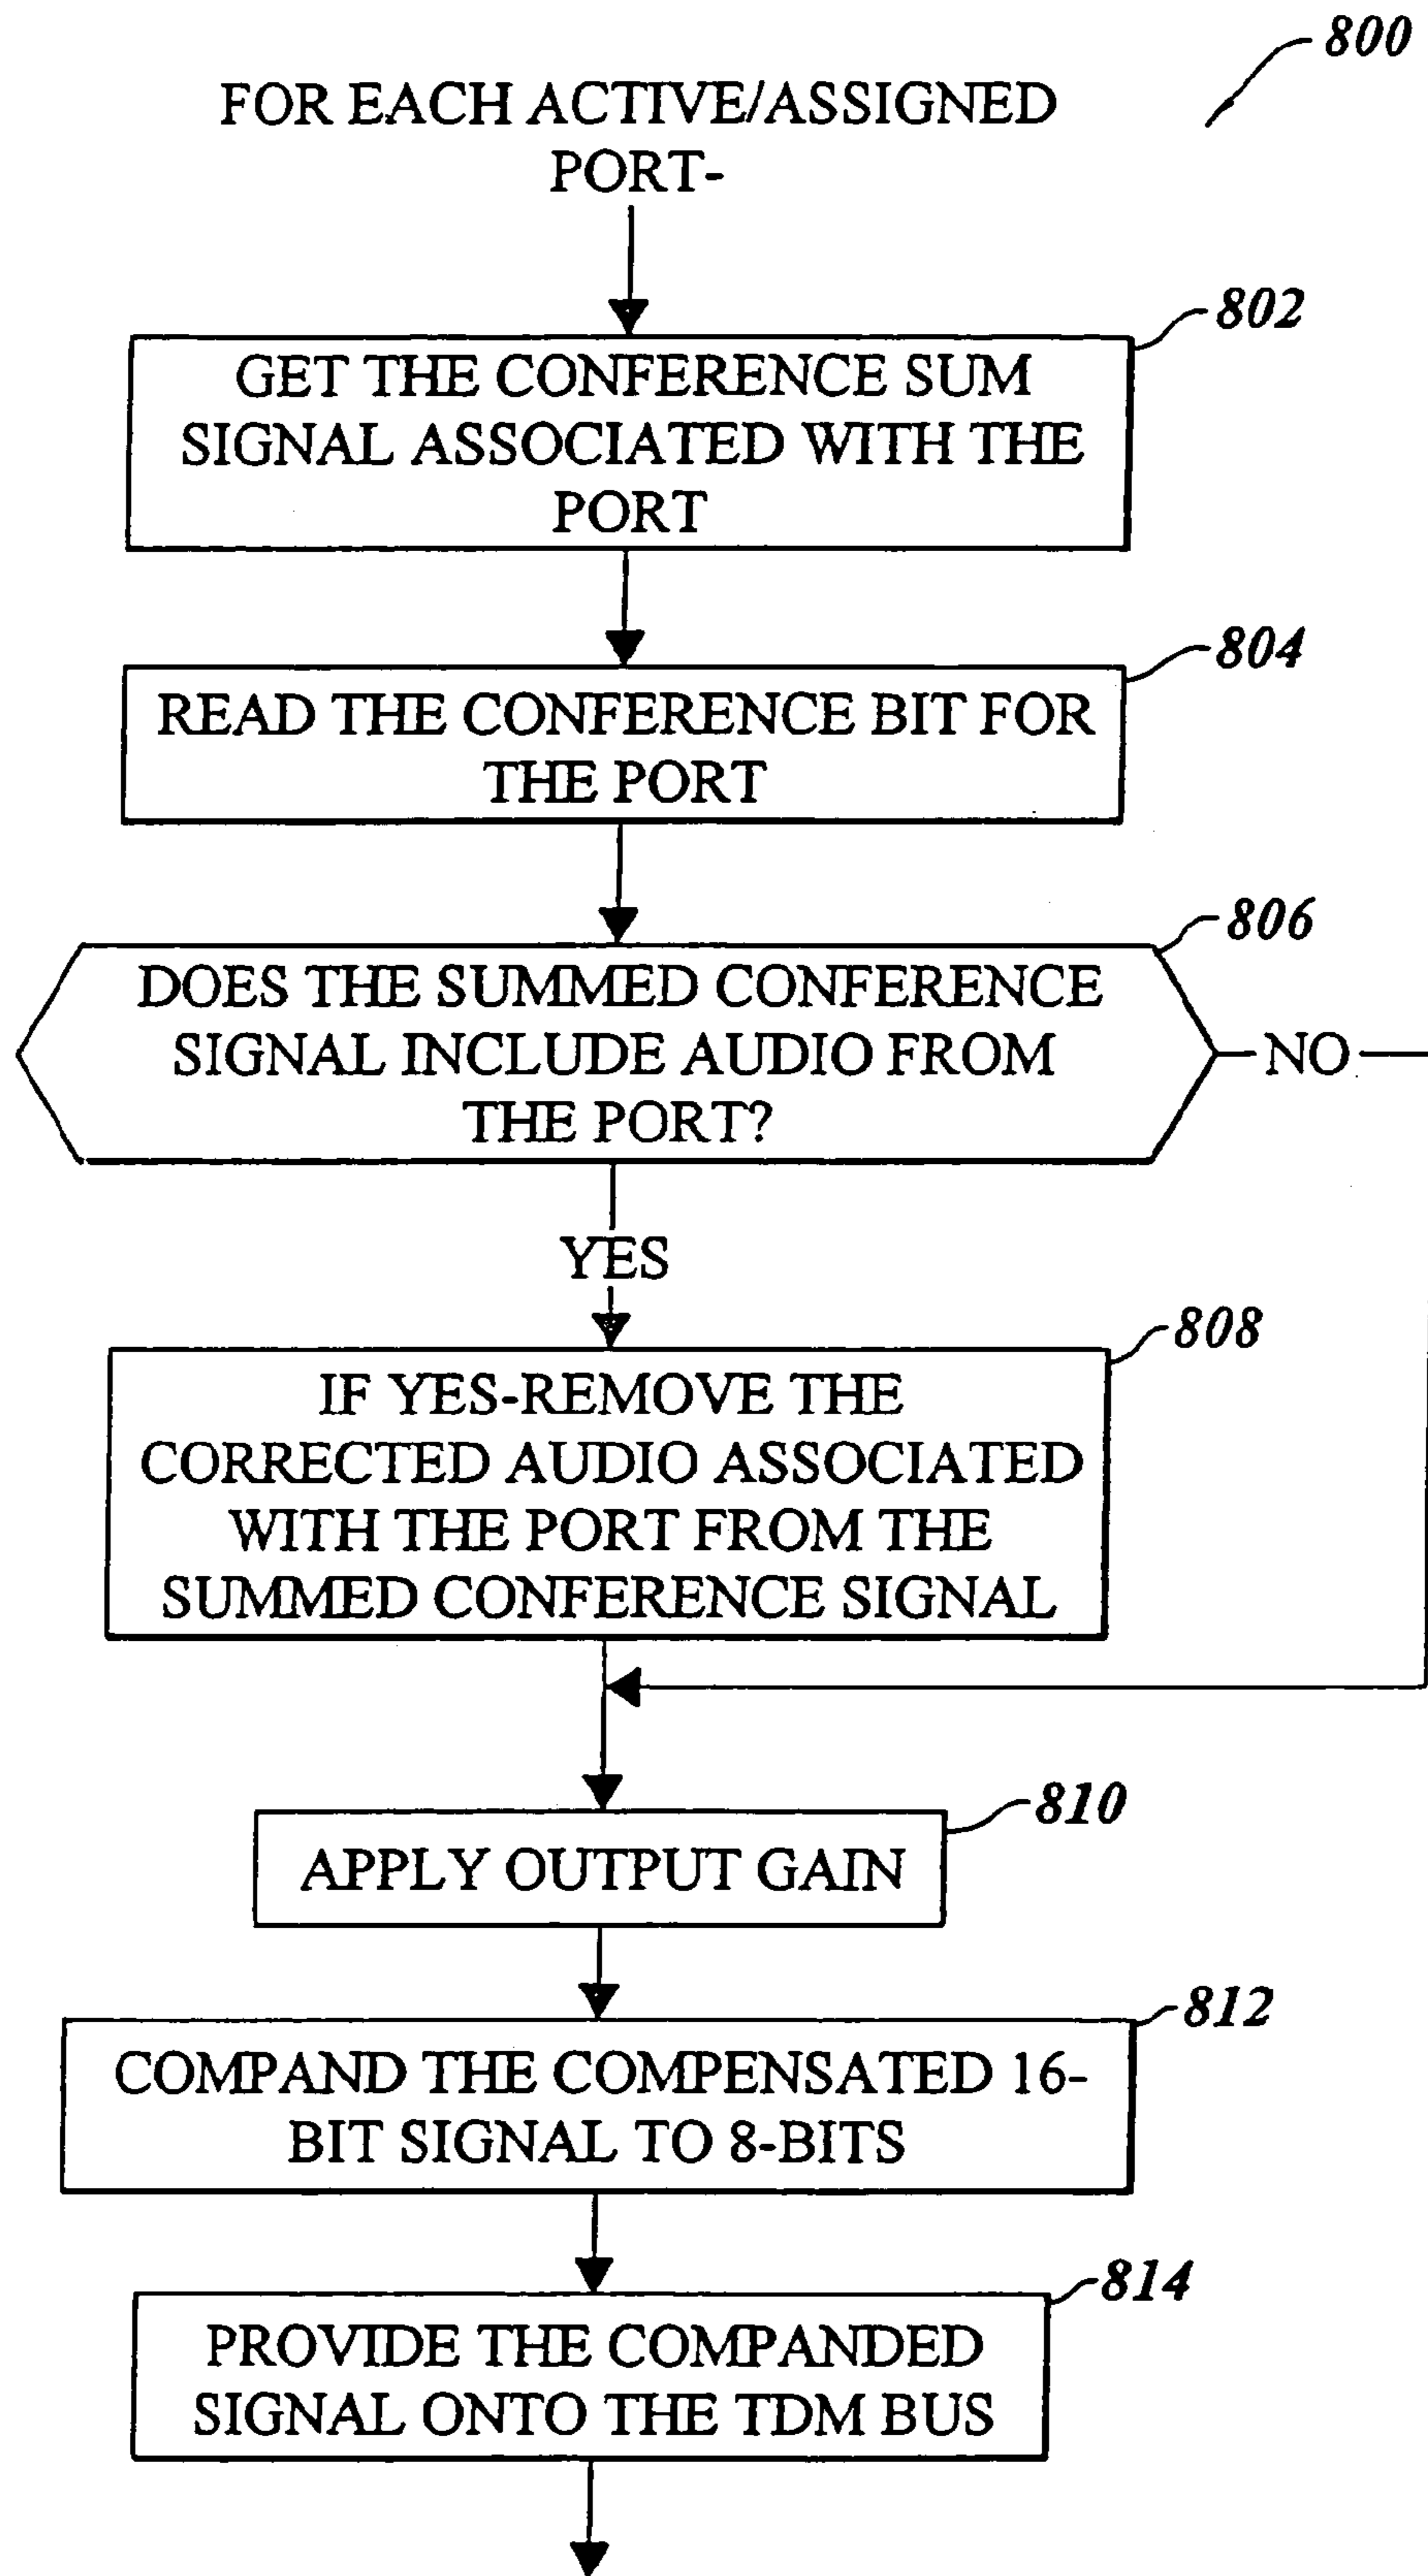 800
FOR EACH ACTIVE/ASSIGNED
PORT-
802
GET THE CONFERENCE SUM
SIGNAL ASSOCIATED WITH THE
PORT
804
READ THE CONFERENCE BIT FOR
THE PORT
806
DOES THE SUMMED CONFERENCE
SIGNAL INCLUDE AUDIO FROM
THE PORT?
NO
YES
808
IF YES-REMOVE THE
CORRECTED AUDIO ASSOCIATED
WITH THE PORT FROM THE
SUMMED CONFERENCE SIGNAL
810
APPLY OUTPUT GAIN
812
COMPAND THE COMPENSATED 16-
BIT SIGNAL TO 8-BITS
814
PROVIDE THE COMPANDED
SIGNAL ONTO THE TDM BUS